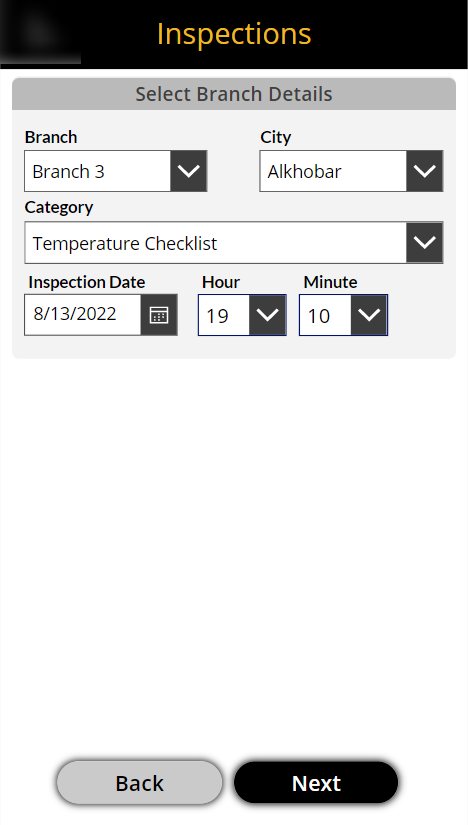 Inspections
Select Branch Details
Branch City
Branch 3 Alkhobar
Category
Temperature Checklist
Inspection Date Hour Minute
8/13/2022 19 10
Back Next